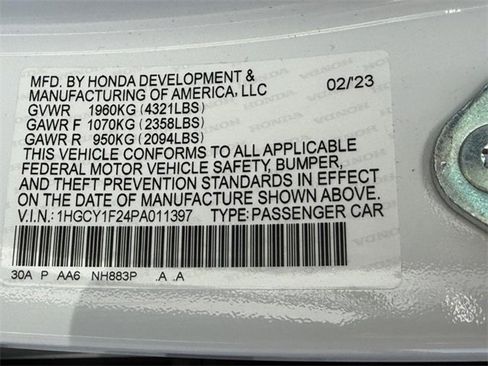 MFD. BY HONDA DEVELOPMENT & 02/23
MANUFACTURING OF AMERICA, LLC
GVWR 1960KG (4321LBS)
GAWR F 1070KG (2358LBS)
GAWR R 950KG (2094LBS)
THIS VEHICLE CONFORMS TO ALL APPLICABLE
FEDERAL MOTOR VEHICLE SAFETY, BUMPER,
AND THEFT PREVENTION STANDARDS IN EFFECT
ON THE DATE OF MANUFACTURE SHOWN ABOVE.
V.I.N.: 1HGCY1F24PA011397 TYPE: PASSENGER CAR
30A P AA6 NH883P .A .A